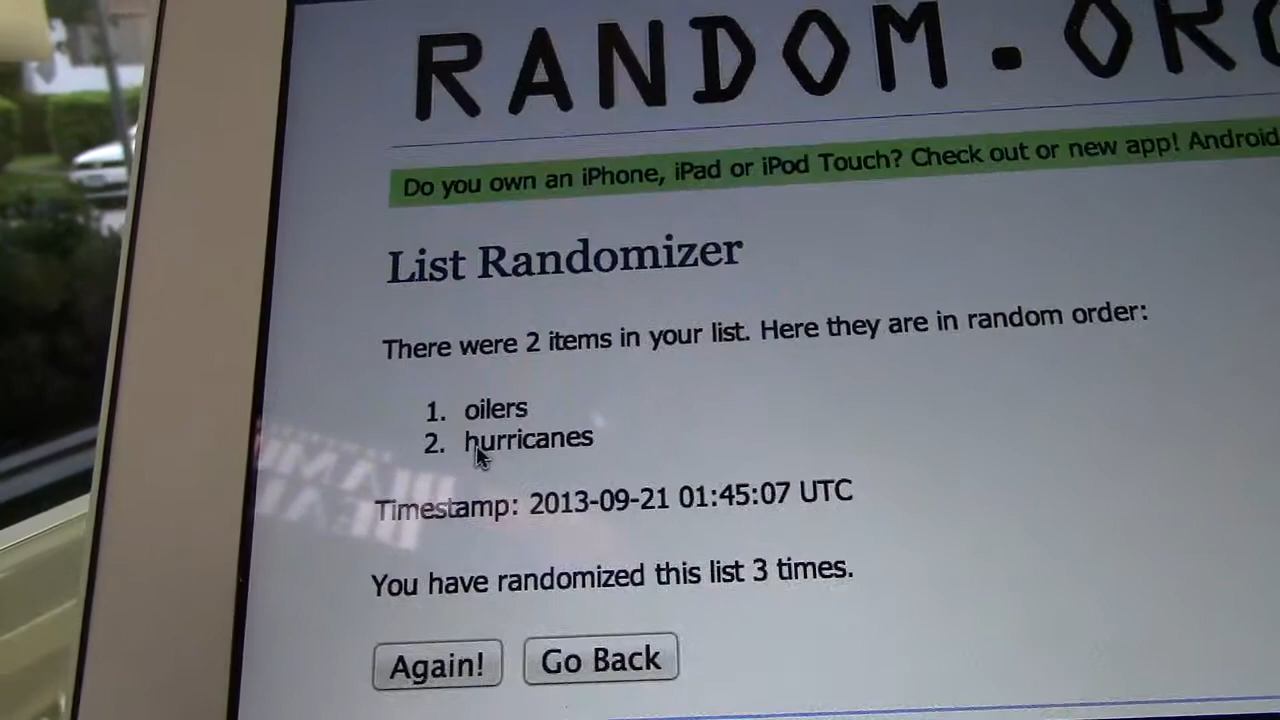 RANDOM.ORG
Do you own an iPhone, iPad or iPod Touch? Check out or new app! Android
List Randomizer
There were 2 items in your list. Here they are in random order:
1. oilers
2. hurricanes
Timestamp: 2013-09-21 01:45:07 UTC
You have randomized this list 3 times.
Again! Go Back